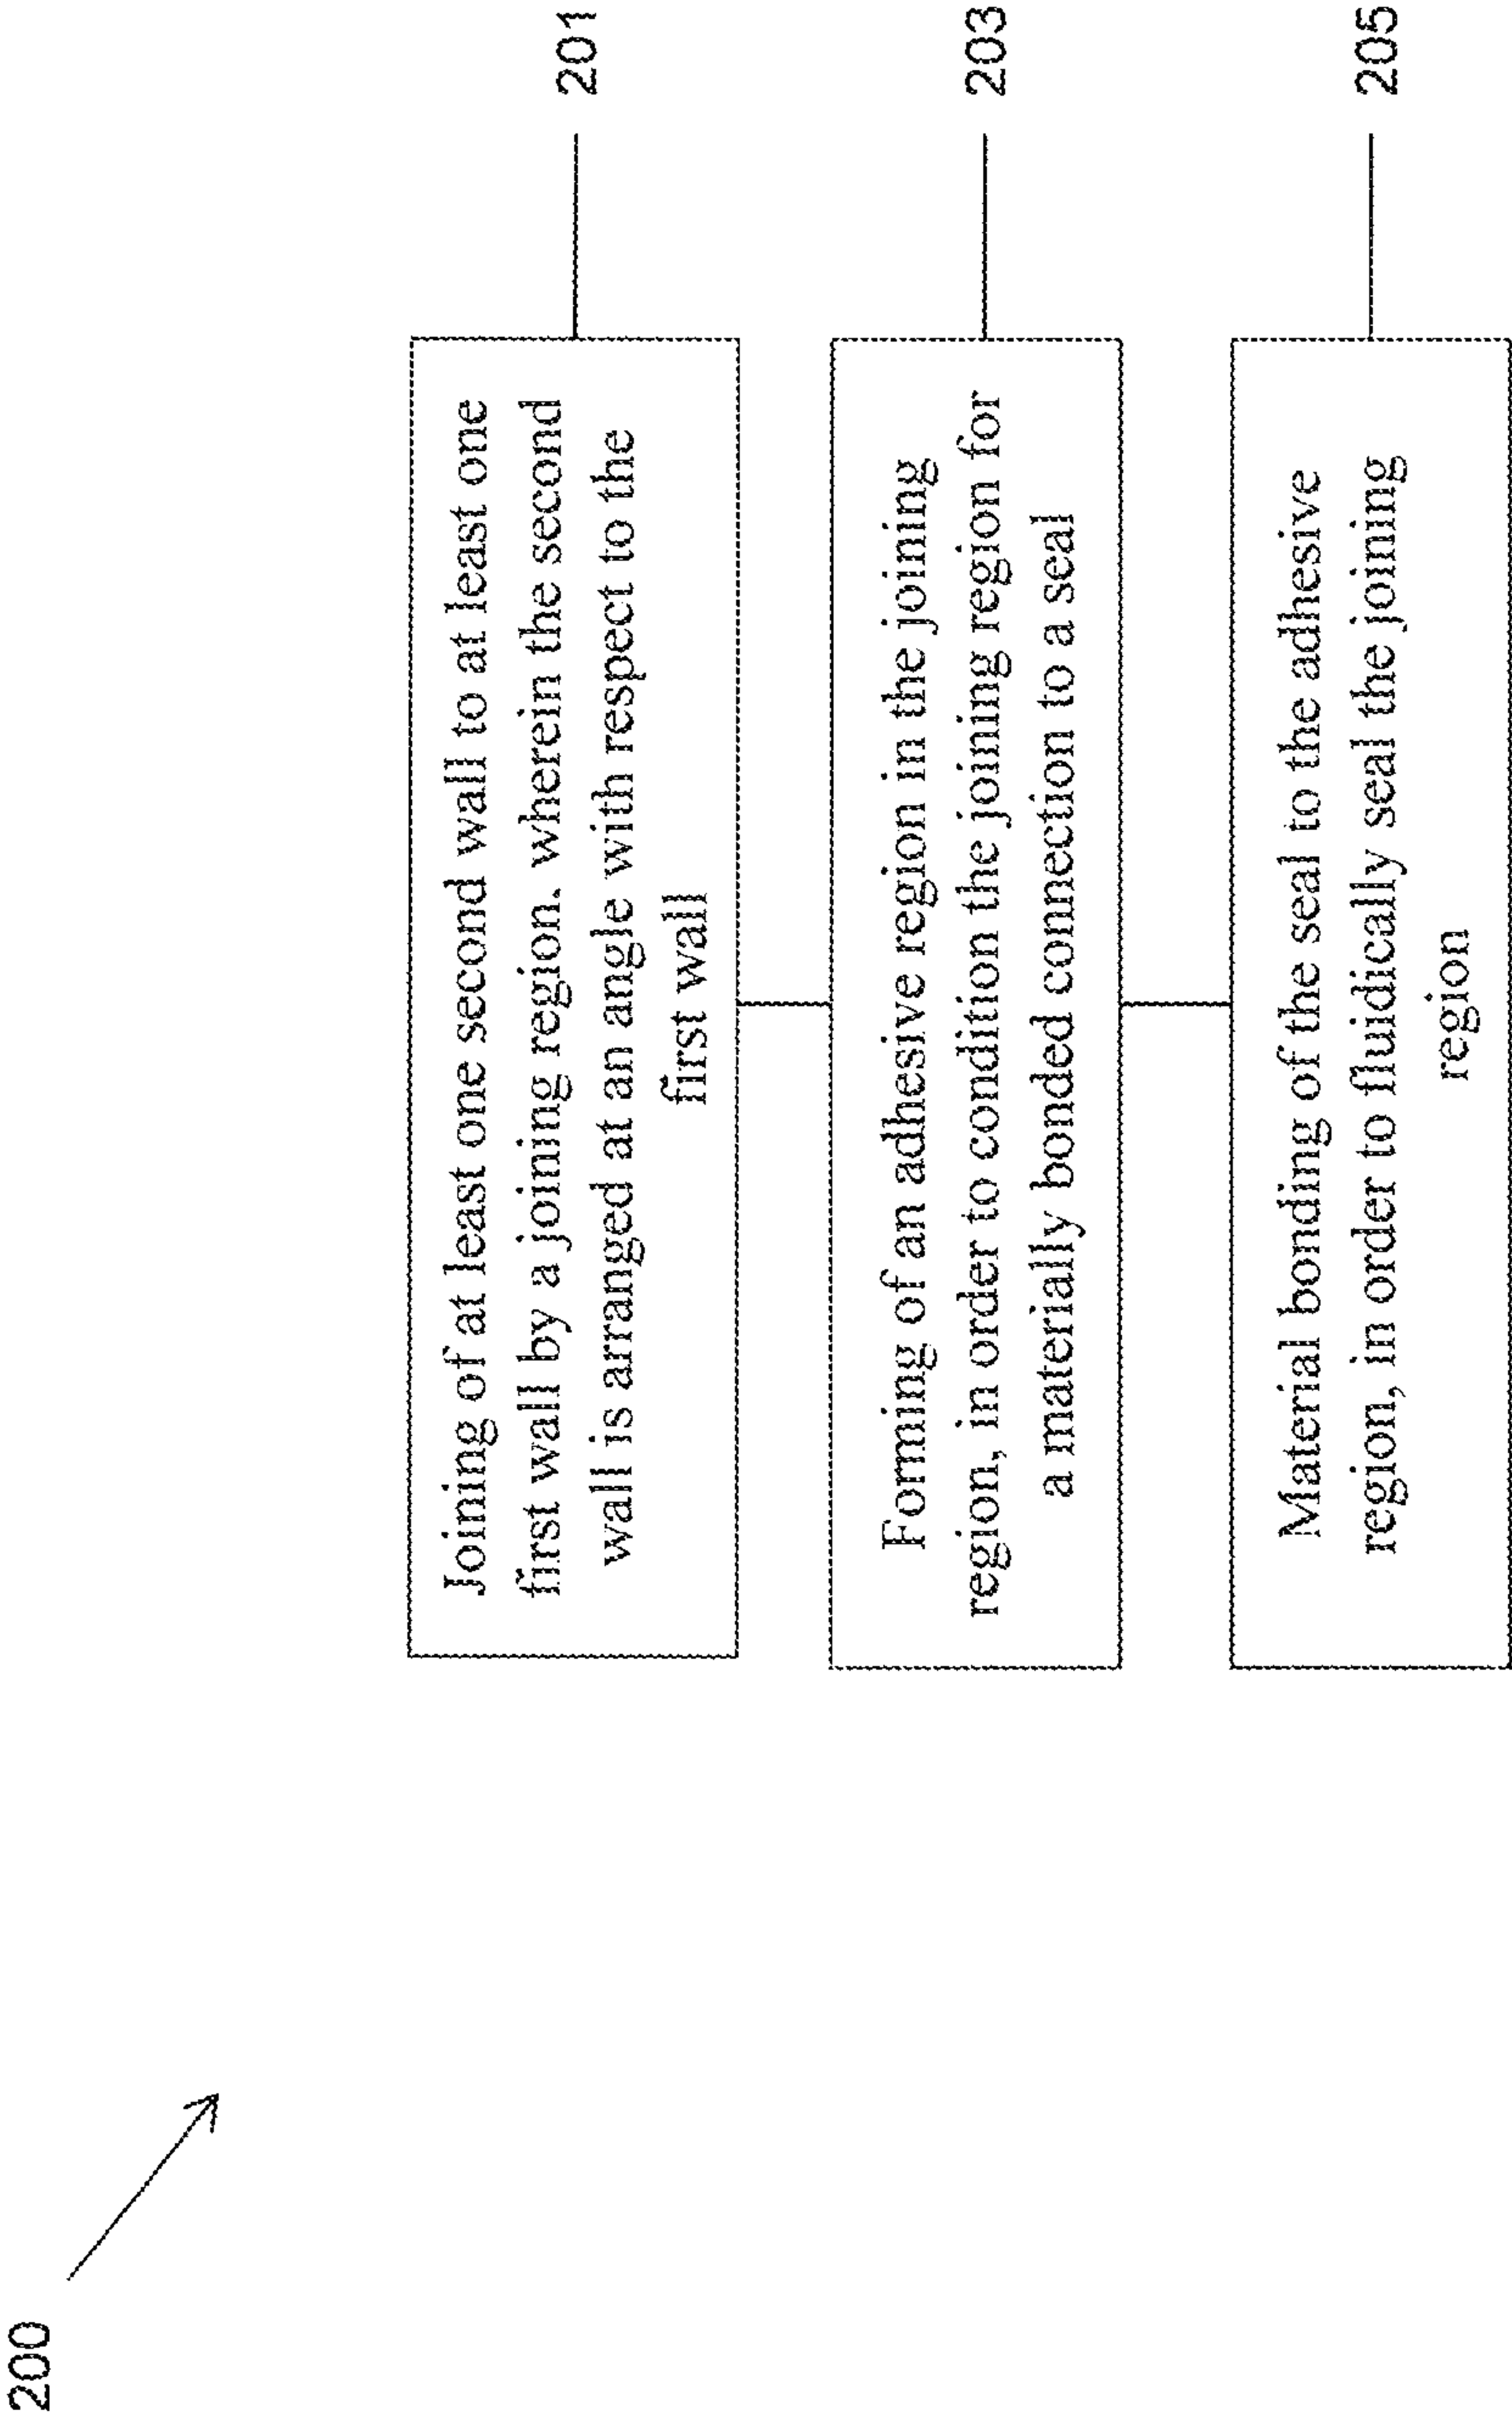 200
Joining of at least one second wall to at least one
first wall by a joining region, wherein the second
wall is arranged at an angle with respect to the
first wall
201
Forming of an adhesive region in the joining
region, in order to condition the joining region for
a materially bonded connection to a seal
203
Material bonding of the seal to the adhesive
region, in order to fluidically seal the joining
region
205